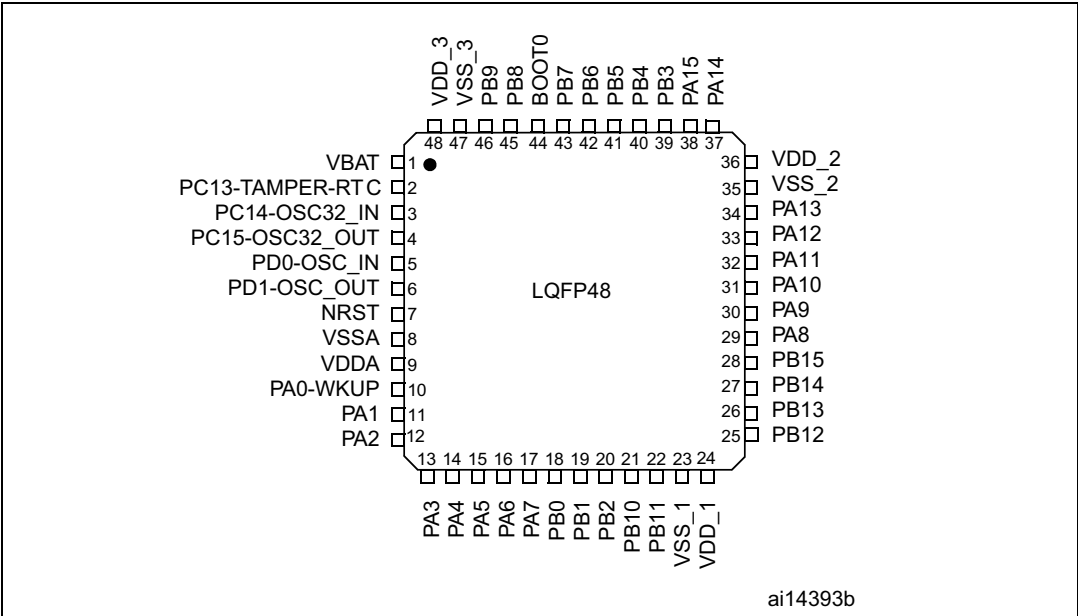 VDD_3
VSS_3
PB9
PB8
BOOT0
PB7
PB6
PB5
PB4
PB3
PA15
PA14
48 47 46 45 44 43 42 41 40 39 38 37
VBAT 1
PC13-TAMPER-RTC 2
PC14-OSC32_IN 3
PC15-OSC32_OUT 4
PD0-OSC_IN 5
PD1-OSC_OUT 6
NRST 7
VSSA 8
VDDA 9
PA0-WKUP 10
PA1 11
PA2 12
LQFP48
36 VDD_2
35 VSS_2
34 PA13
33 PA12
32 PA11
31 PA10
30 PA9
29 PA8
28 PB15
27 PB14
26 PB13
25 PB12
13 14 15 16 17 18 19 20 21 22 23 24
PA3
PA4
PA5
PA6
PA7
PB0
PB1
PB2
PB10
PB11
VSS_1
VDD_1
ai14393b